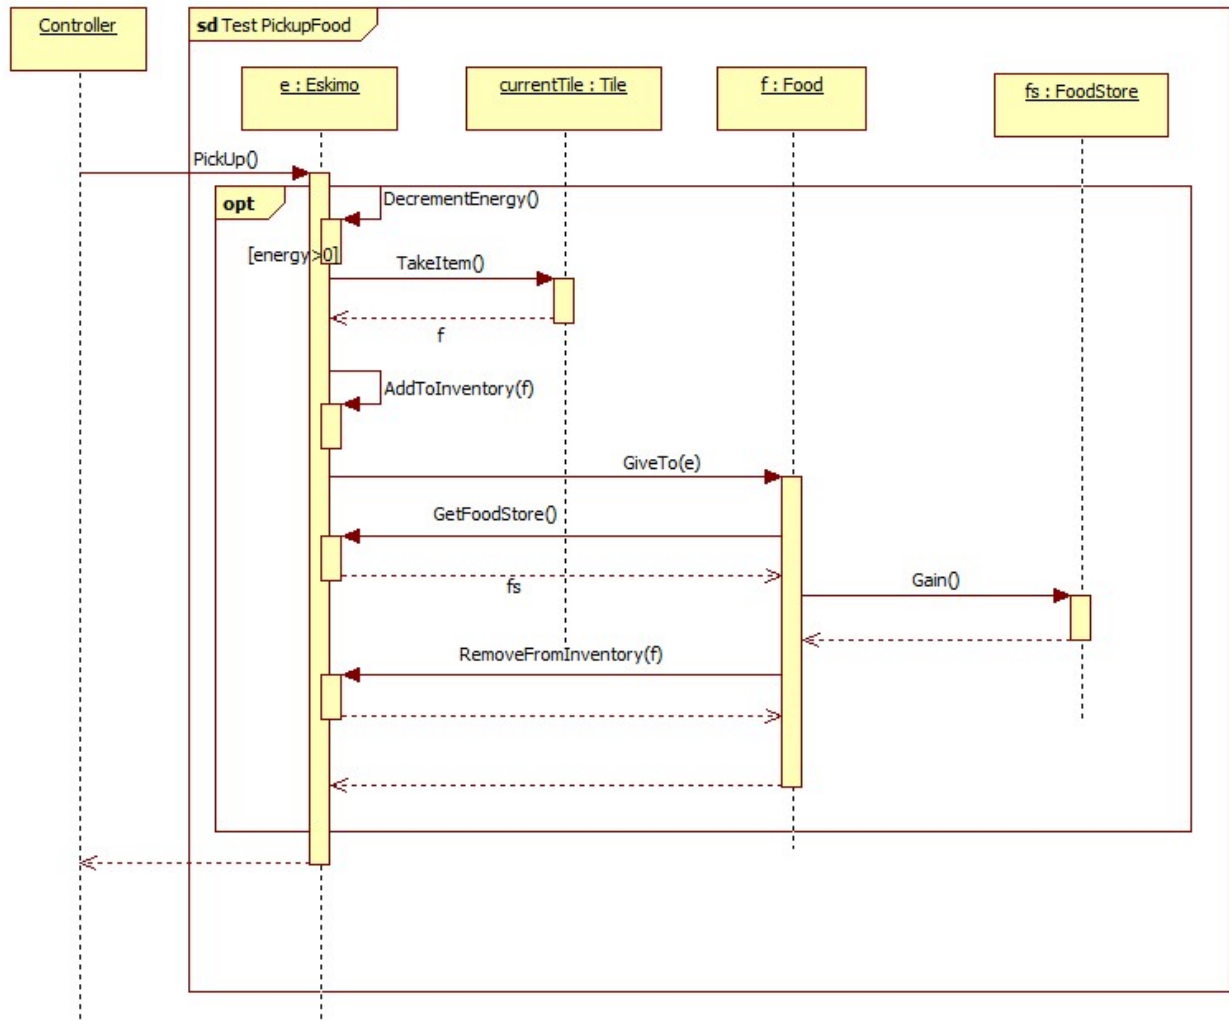 Controller
sd Test PickupFood
e : Eskimo
currentTile : Tile
f : Food
fs : FoodStore
PickUp()
opt
DecrementEnergy()
[energy>0]
TakeItem()
f
AddToInventory(f)
GiveTo(e)
GetFoodStore()
fs
Gain()
RemoveFromInventory(f)